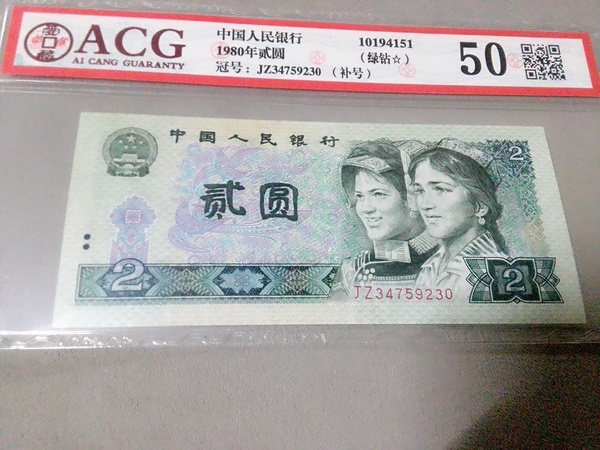 爱藏
ACG
AI CANG GUARANTY
中国人民银行
1980年贰圆
冠号：JZ34759230 （补号）
10194151
（绿钻☆）
50
中国人民银行
贰圆
2
2
2
JZ34759230